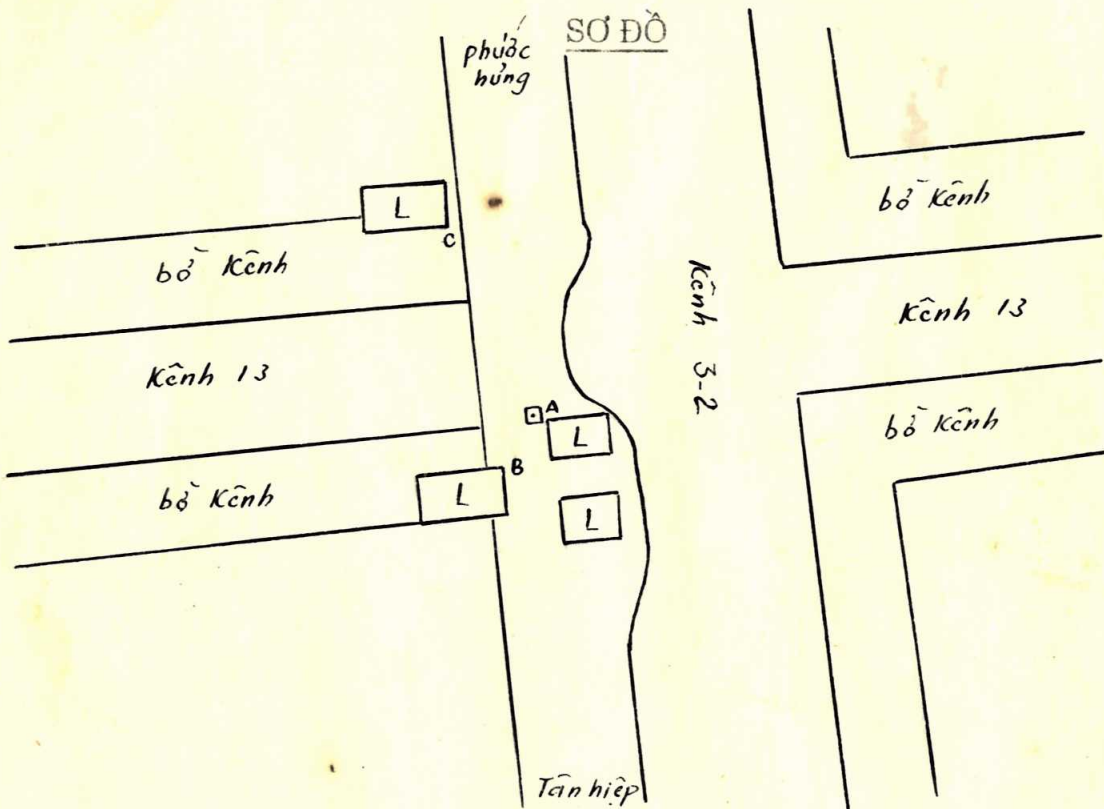 SƠ ĐỒ
phước
hưng
L
C
bờ Kênh
bờ Kênh
Kênh 3-2
Kênh 13
Kênh 13
A
L
B
L
bờ Kênh
bờ Kênh
L
Tân hiệp